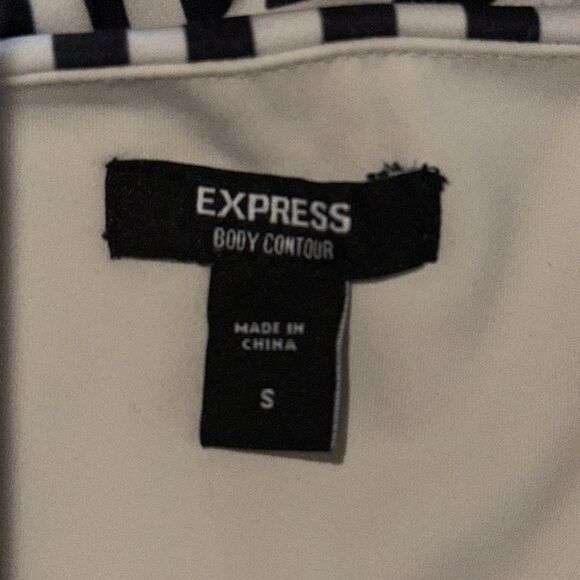 EXPRESS
BODY CONTOUR
MADE IN
CHINA
S